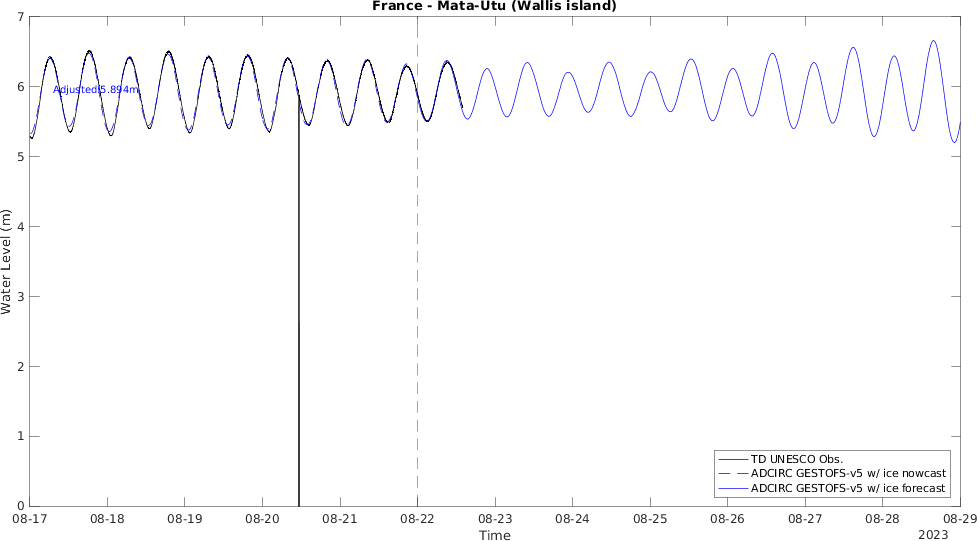 France - Mata-Utu (Wallis island)
7
6
5
4
3
2
1
0
Water Level (m)
Adjusted 5.894m
TD UNESCO Obs.
ADCIRC GESTOFS-v5 w/ ice nowcast
ADCIRC GESTOFS-v5 w/ ice forecast
08-17 08-18 08-19 08-20 08-21 08-22 08-23 08-24 08-25 08-26 08-27 08-28 08-29
Time
2023